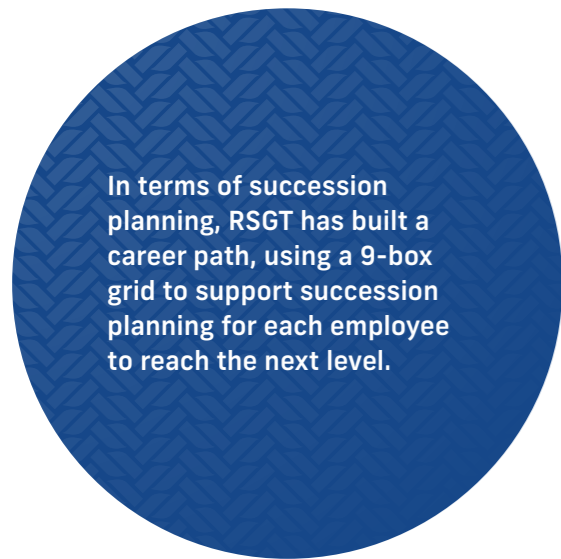 In terms of succession
planning, RSGT has built a
career path, using a 9-box
grid to support succession
planning for each employee
to reach the next level.